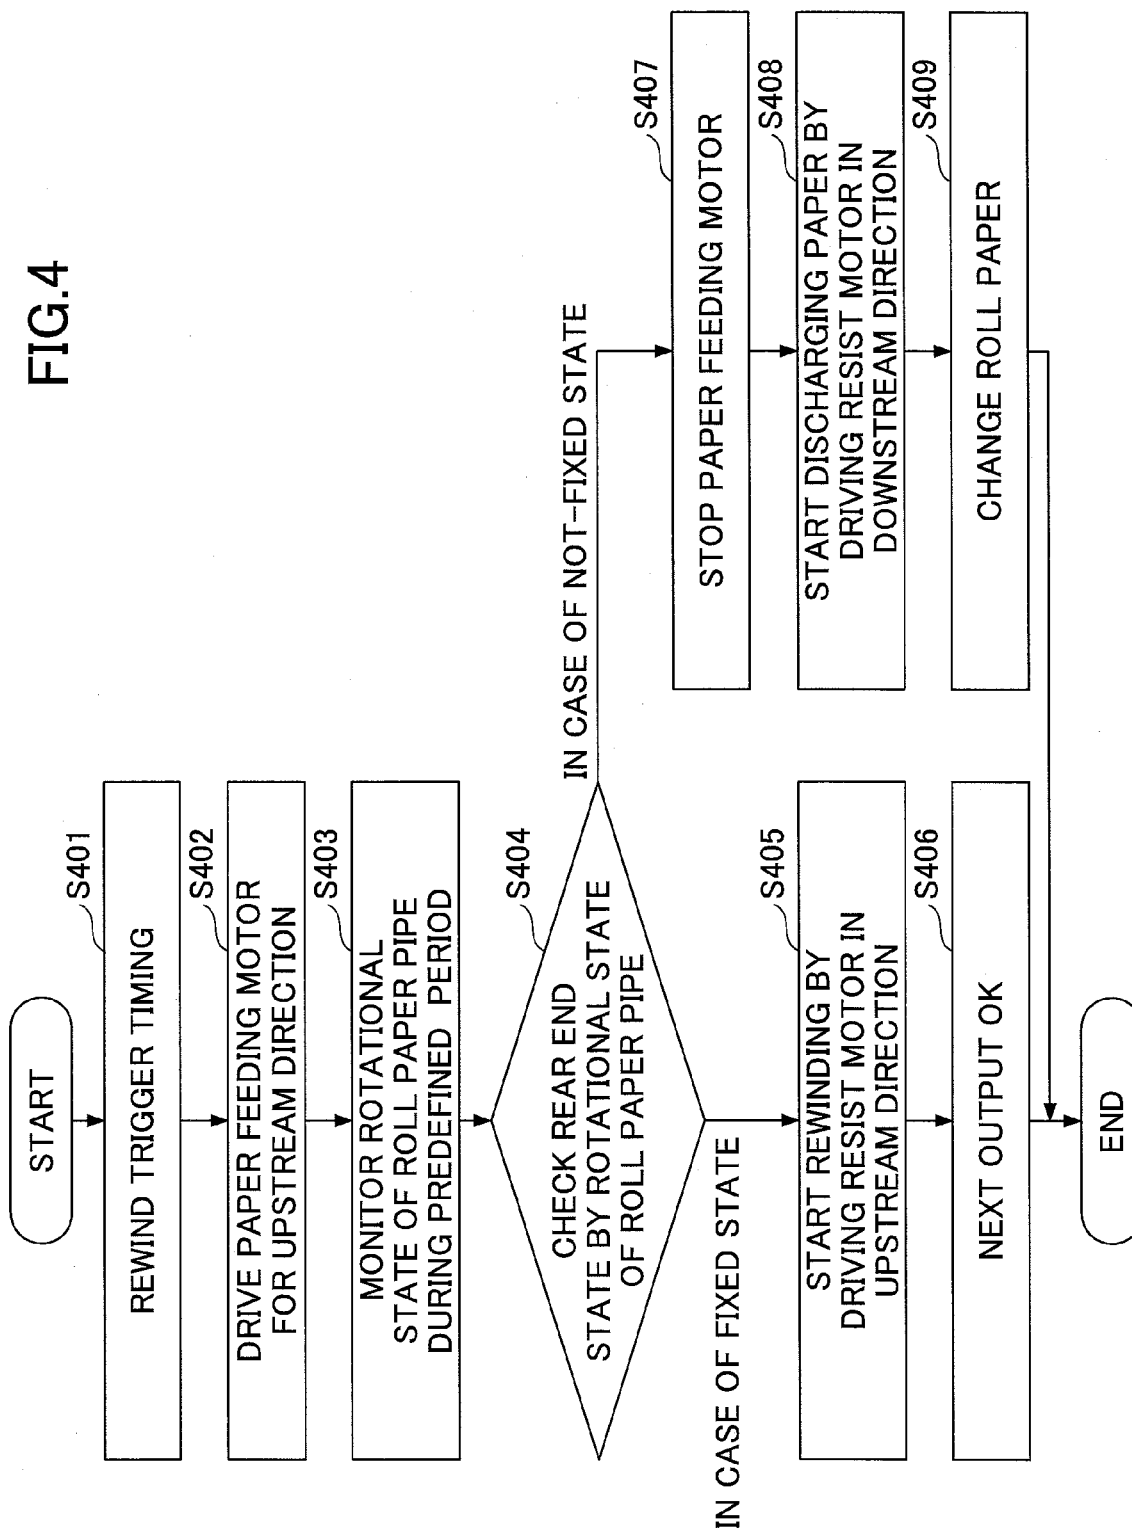 FIG.4
START
S401
REWIND TRIGGER TIMING
S402
DRIVE PAPER FEEDING MOTOR
FOR UPSTREAM DIRECTION
S403
MONITOR ROTATIONAL
STATE OF ROLL PAPER PIPE
DURING PREDEFINED PERIOD
S404
CHECK REAR END
STATE BY ROTATIONAL STATE
OF ROLL PAPER PIPE
IN CASE OF NOT-FIXED STATE
IN CASE OF FIXED STATE
S405
START REWINDING BY
DRIVING RESIST MOTOR IN
UPSTREAM DIRECTION
S406
NEXT OUTPUT OK
S407
STOP PAPER FEEDING MOTOR
S408
START DISCHARGING PAPER BY
DRIVING RESIST MOTOR IN
DOWNSTREAM DIRECTION
S409
CHANGE ROLL PAPER
END